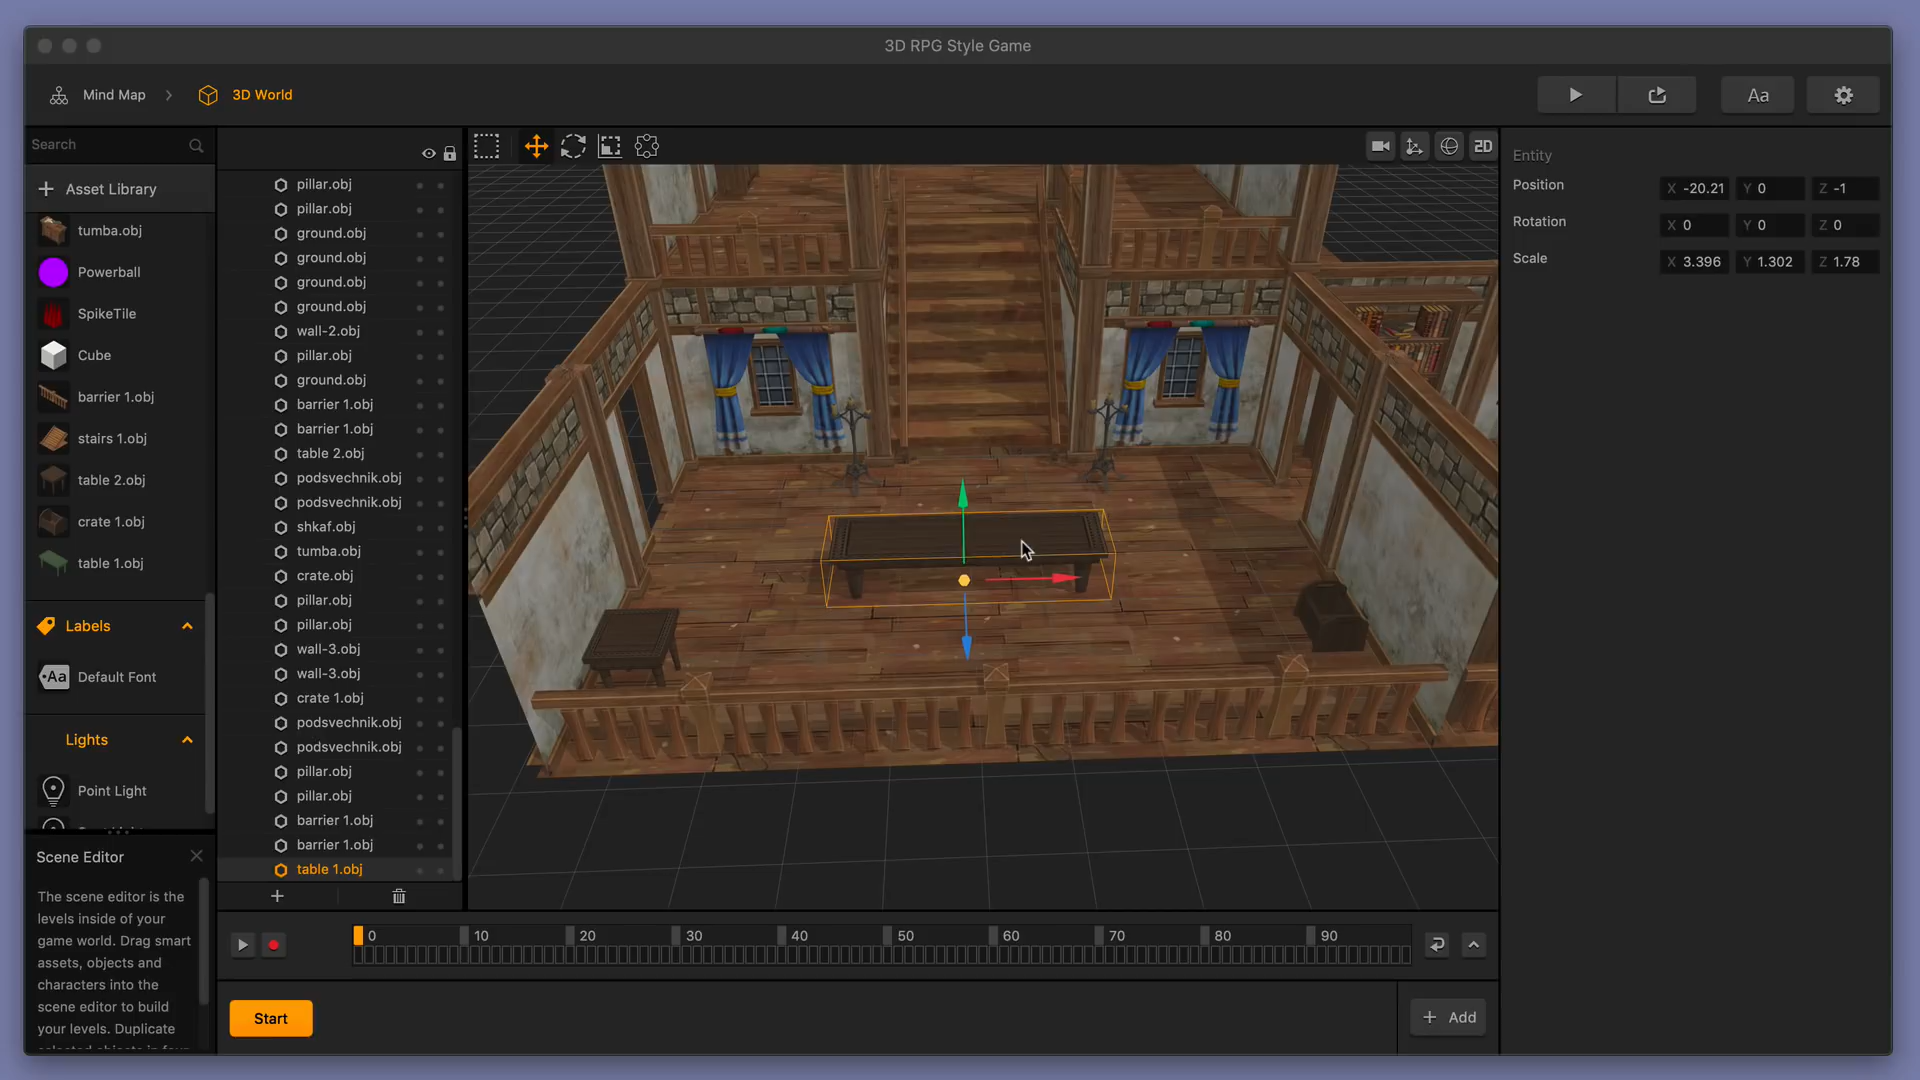 3D RPG Style Game
Mind Map
3D World
Aa
Search
Asset Library
tumba.obj
Powerball
SpikeTile
Cube
barrier 1.obj
stairs 1.obj
table 2.obj
crate 1.obj
table 1.obj
Labels
Aa Default Font
Lights
Point Light
Scene Editor
The scene editor is the
levels inside of your
game world. Drag smart
assets, objects and
characters into the
scene editor to build
your levels. Duplicate
pillar.obj
pillar.obj
ground.obj
ground.obj
ground.obj
ground.obj
wall-2.obj
pillar.obj
ground.obj
barrier 1.obj
barrier 1.obj
table 2.obj
podsvechnik.obj
podsvechnik.obj
shkaf.obj
tumba.obj
crate.obj
pillar.obj
pillar.obj
wall-3.obj
wall-3.obj
crate 1.obj
podsvechnik.obj
podsvechnik.obj
pillar.obj
pillar.obj
barrier 1.obj
barrier 1.obj
table 1.obj
2D
Entity
Position X -20.21 Y 0 Z -1
Rotation X 0 Y 0 Z 0
Scale X 3.396 Y 1.302 Z 1.78
0 10 20 30 40 50 60 70 80 90
Start
Add